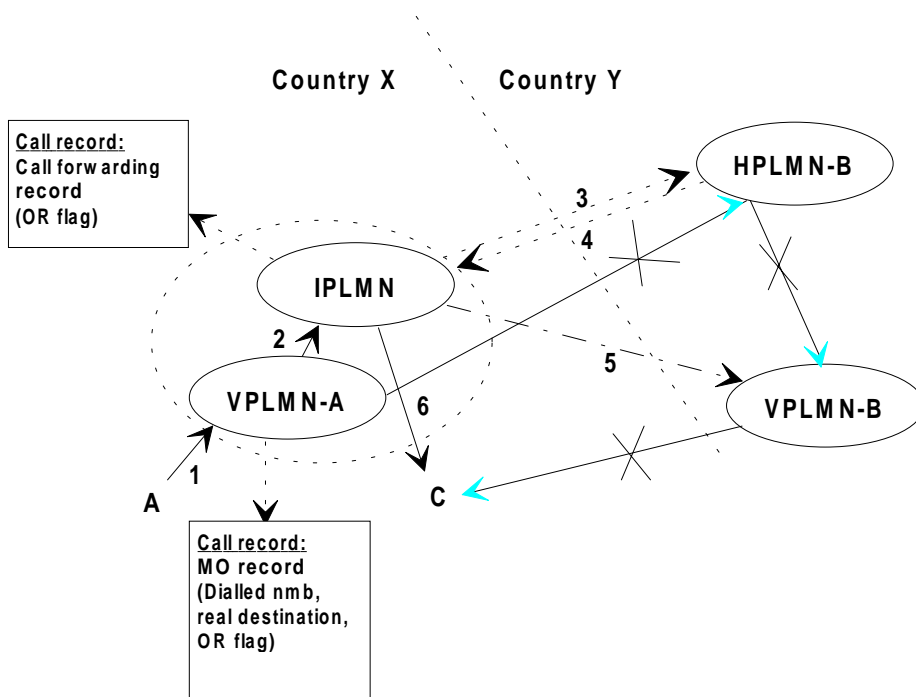 Country X
Country Y
Call record:
Call forwarding
record
(OR flag)
HPLMN-B
3
4
IPLMN
2
5
VPLMN-A
6
VPLMN-B
1
A
C
Call record:
MO record
(Dialled nmb,
real destination,
OR flag)